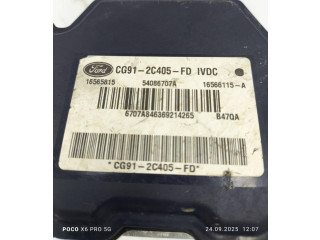 Ford
CG91-2C405-FD IVDC
16565815 54086707A 16566115-A
6707A846369214265 B47QA
*CG91-2C405-FD*
POCO X6 PRO 5G 24.09.2025 12:07